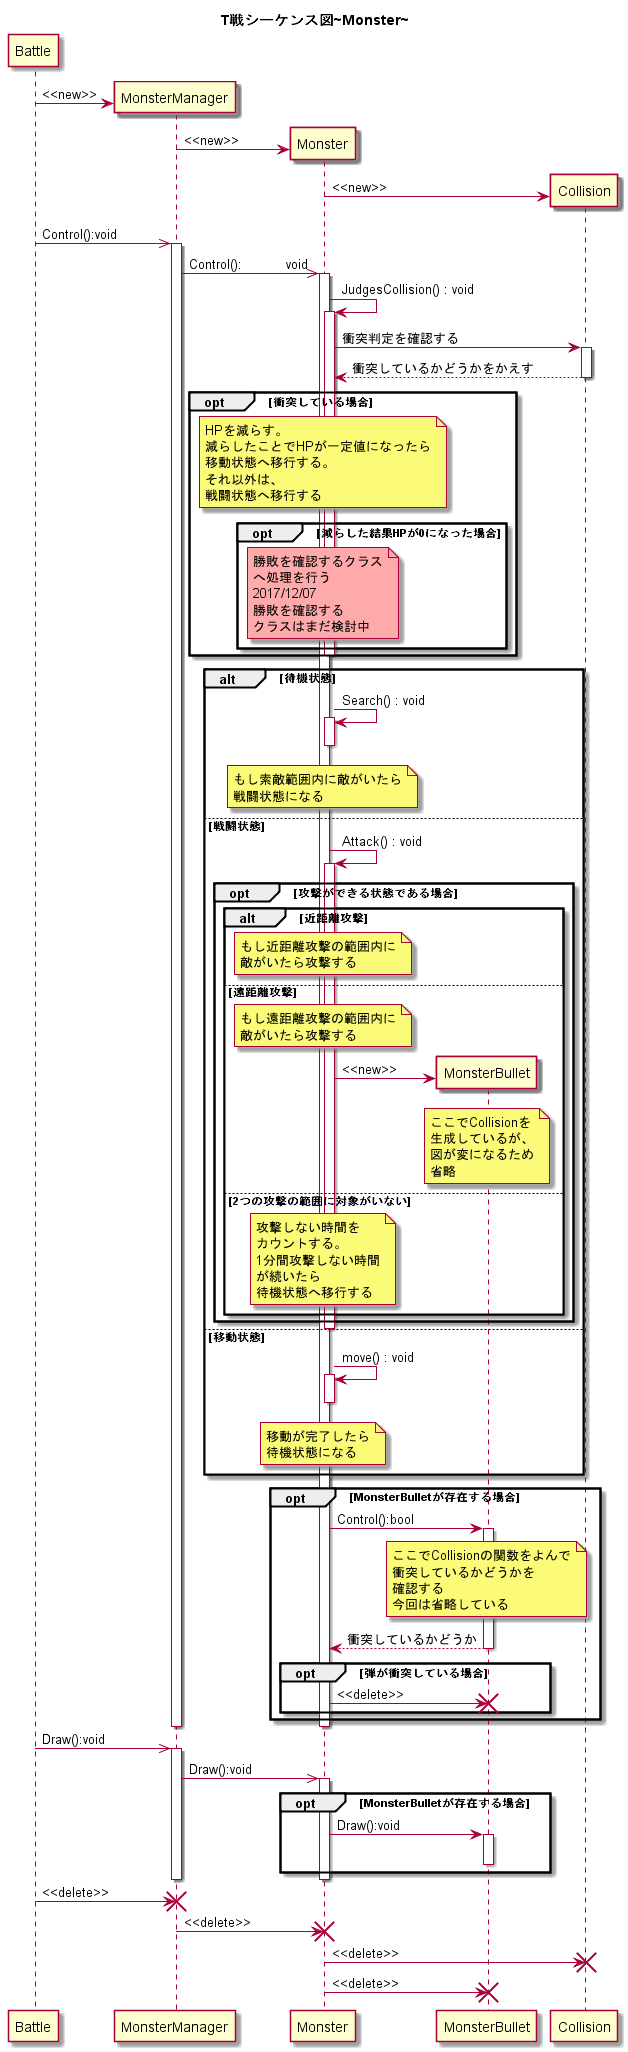 T戦シーケンス図~Monster~
Battle
<<new>>
MonsterManager
<<new>>
Monster
<<new>>
Collision
Control():void
Control(): void
JudgesCollision() : void
衝突判定を確認する
衝突しているかどうかをかえす
opt [衝突している場合]
HPを減らす。
減らしたことでHPが一定値になったら
移動状態へ移行する。
それ以外は、
戦闘状態へ移行する
opt [減らした結果HPが0になった場合]
勝敗を確認するクラス
へ処理を行う
2017/12/07
勝敗を確認する
クラスはまだ検討中
alt [待機状態]
Search() : void
もし索敵範囲内に敵がいたら
戦闘状態になる
[戦闘状態]
Attack() : void
opt [攻撃ができる状態である場合]
alt [近距離攻撃]
もし近距離攻撃の範囲内に
敵がいたら攻撃する
[遠距離攻撃]
もし遠距離攻撃の範囲内に
敵がいたら攻撃する
<<new>>
MonsterBullet
ここでCollisionを
生成しているが、
図が変になるため
省略
[2つの攻撃の範囲に対象がいない]
攻撃しない時間を
カウントする。
1分間攻撃しない時間
が続いたら
待機状態へ移行する
[移動状態]
move() : void
移動が完了したら
待機状態になる
opt [MonsterBulletが存在する場合]
Control():bool
ここでCollisionの関数をよんで
衝突しているかどうかを
確認する
今回は省略している
衝突しているかどうか
opt [弾が衝突している場合]
<<delete>>
Draw():void
Draw():void
opt [MonsterBulletが存在する場合]
Draw():void
<<delete>>
<<delete>>
<<delete>>
<<delete>>
Battle MonsterManager Monster MonsterBullet Collision